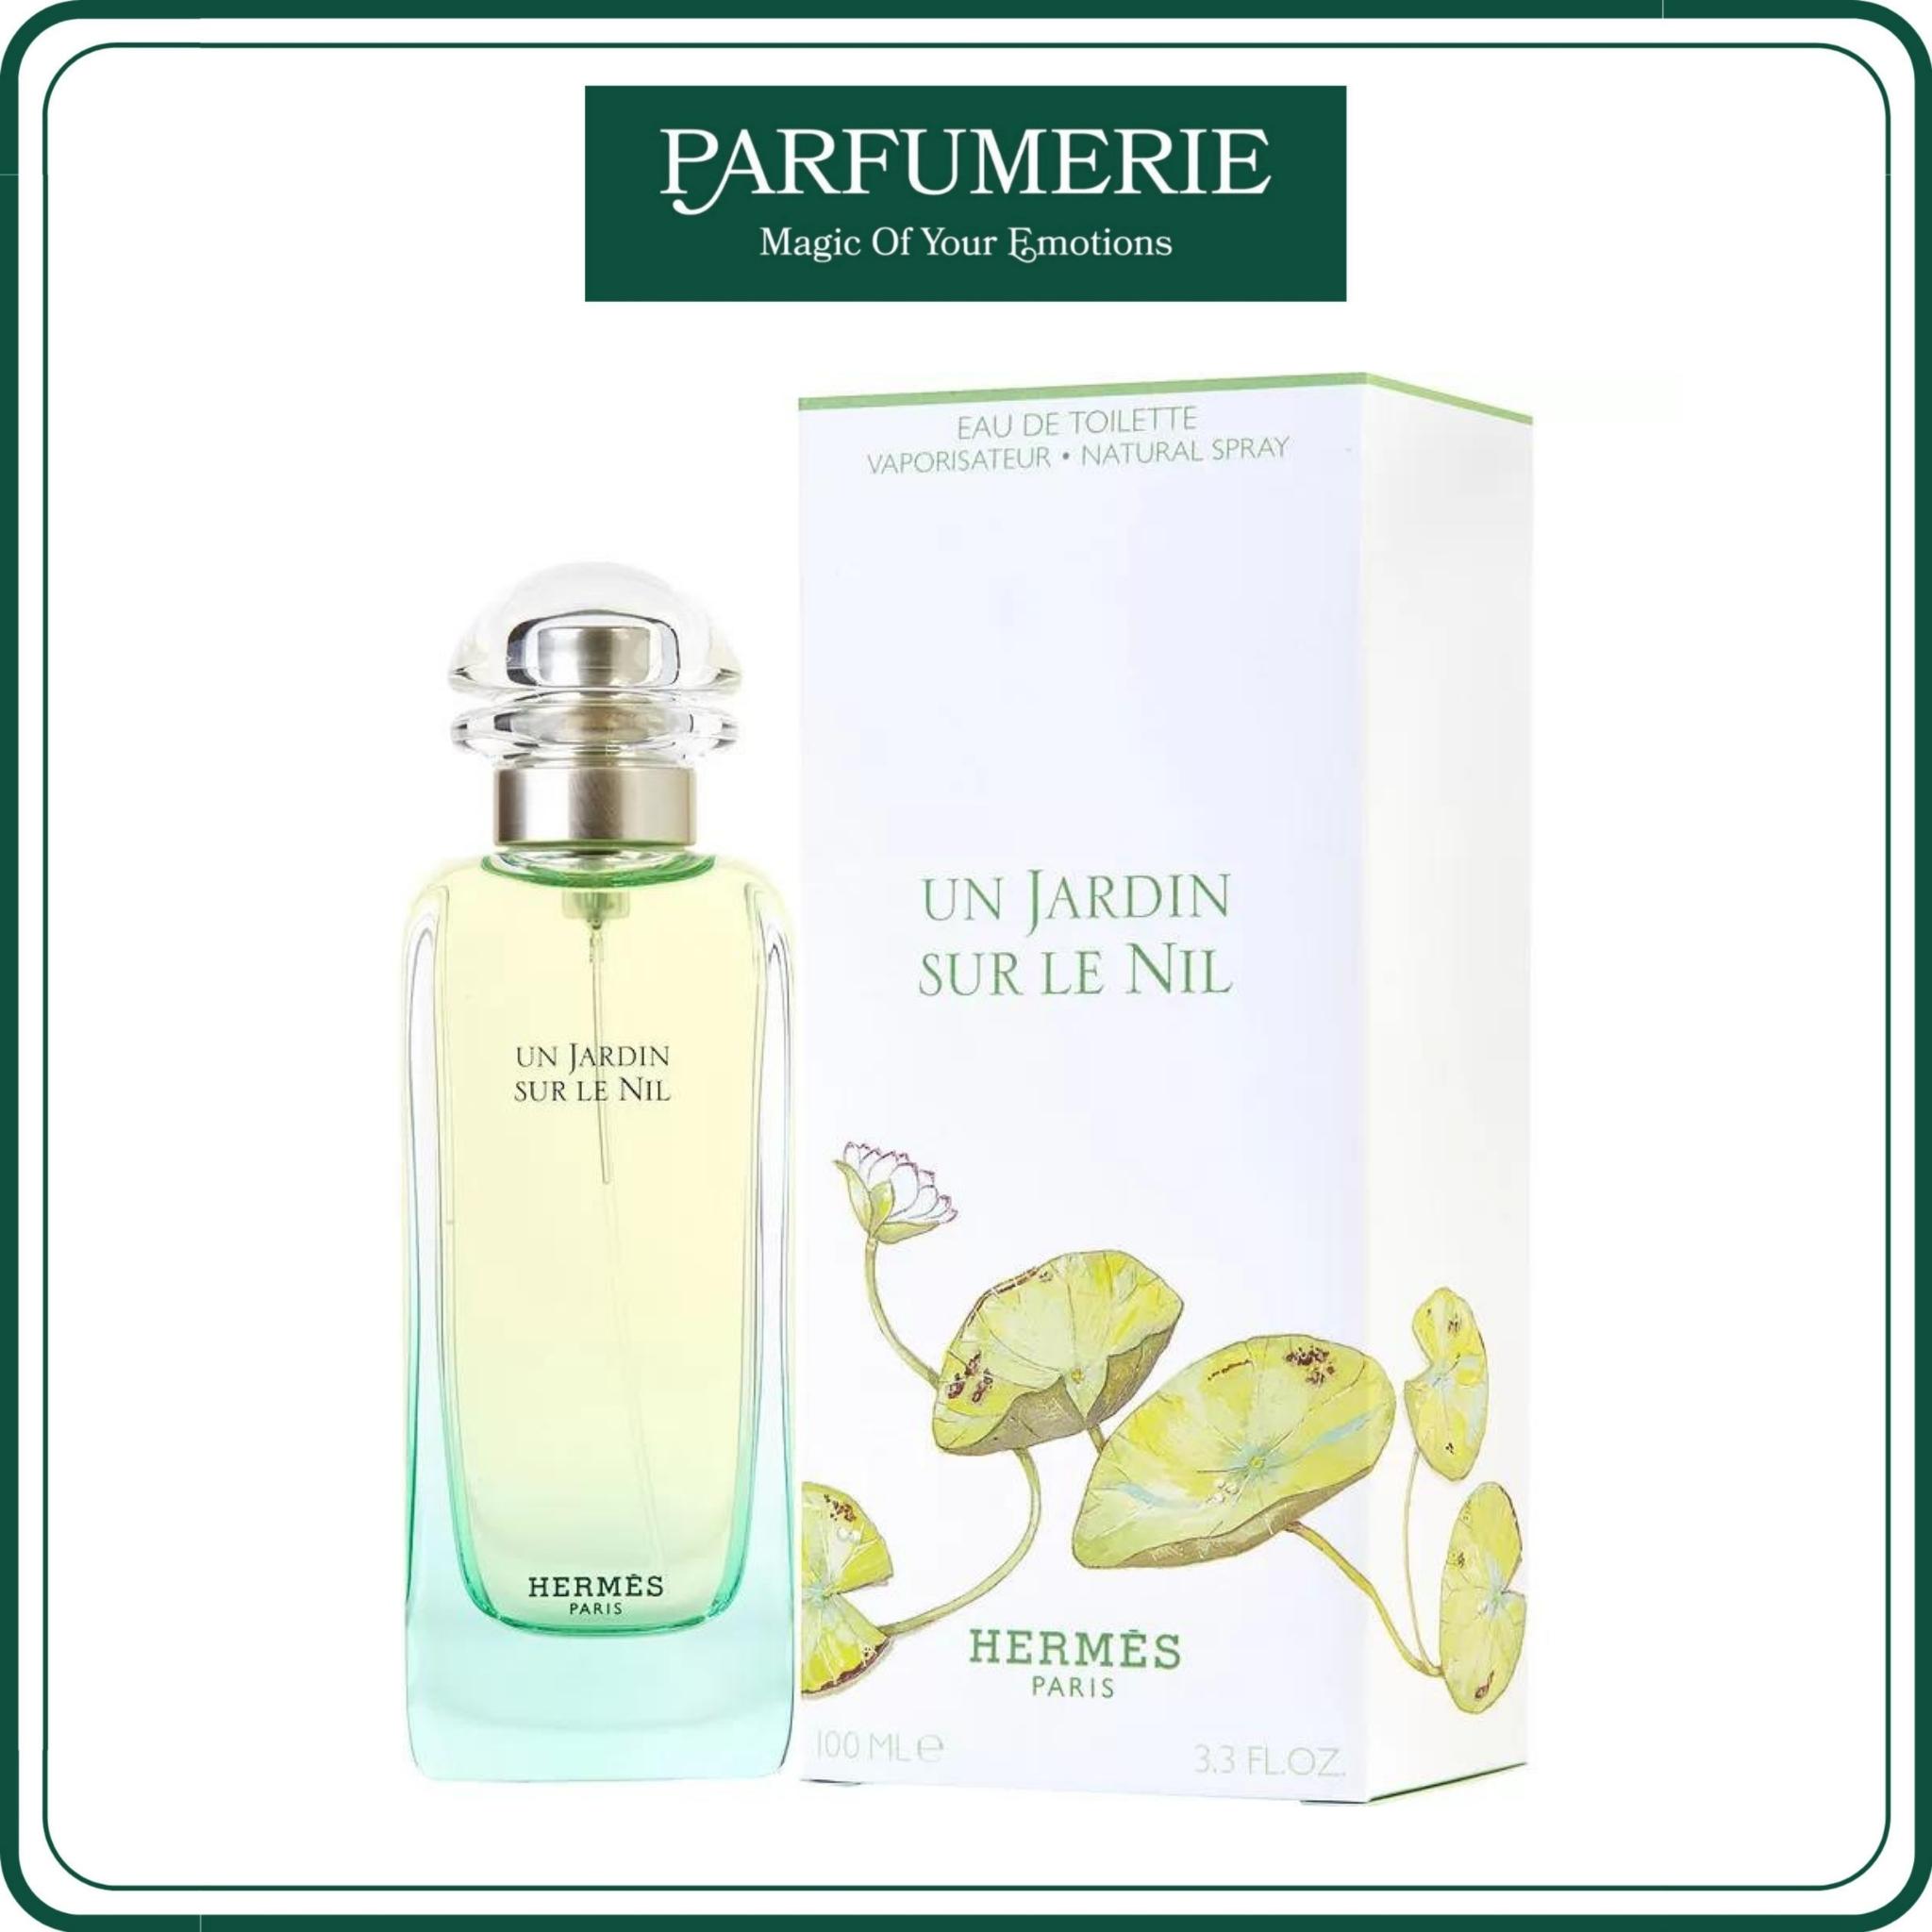 PARFUMERIE
Magic Of Your Emotions
EAU DE TOILETTE
VAPORISATEUR • NATURAL SPRAY
UN JARDIN
SUR LE NIL
HERMÈS
PARIS
100 ML e
3.3 FL.OZ.
UN JARDIN
SUR LE NIL
HERMÈS
PARIS